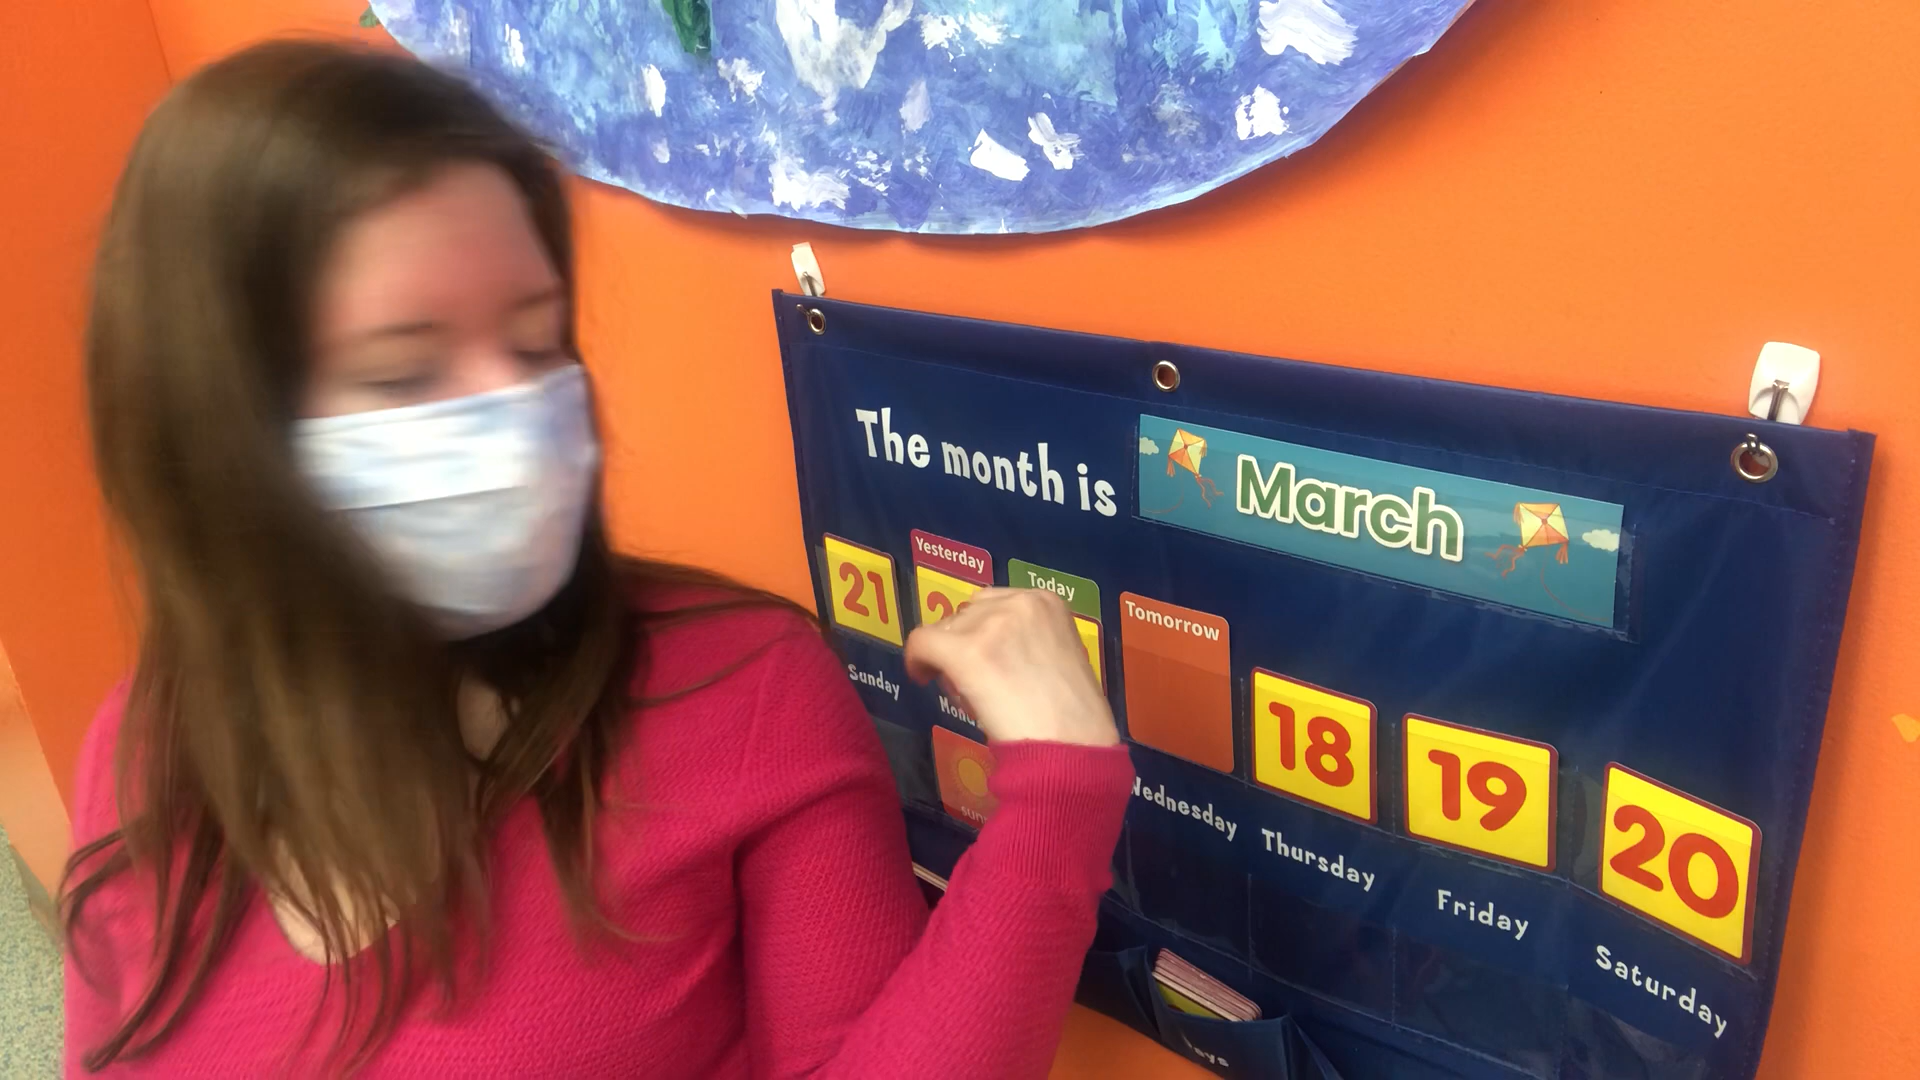 The month is March
Yesterday
Today
Tomorrow
21
18
19
20
Sunday
Wednesday
Thursday
Friday
Saturday